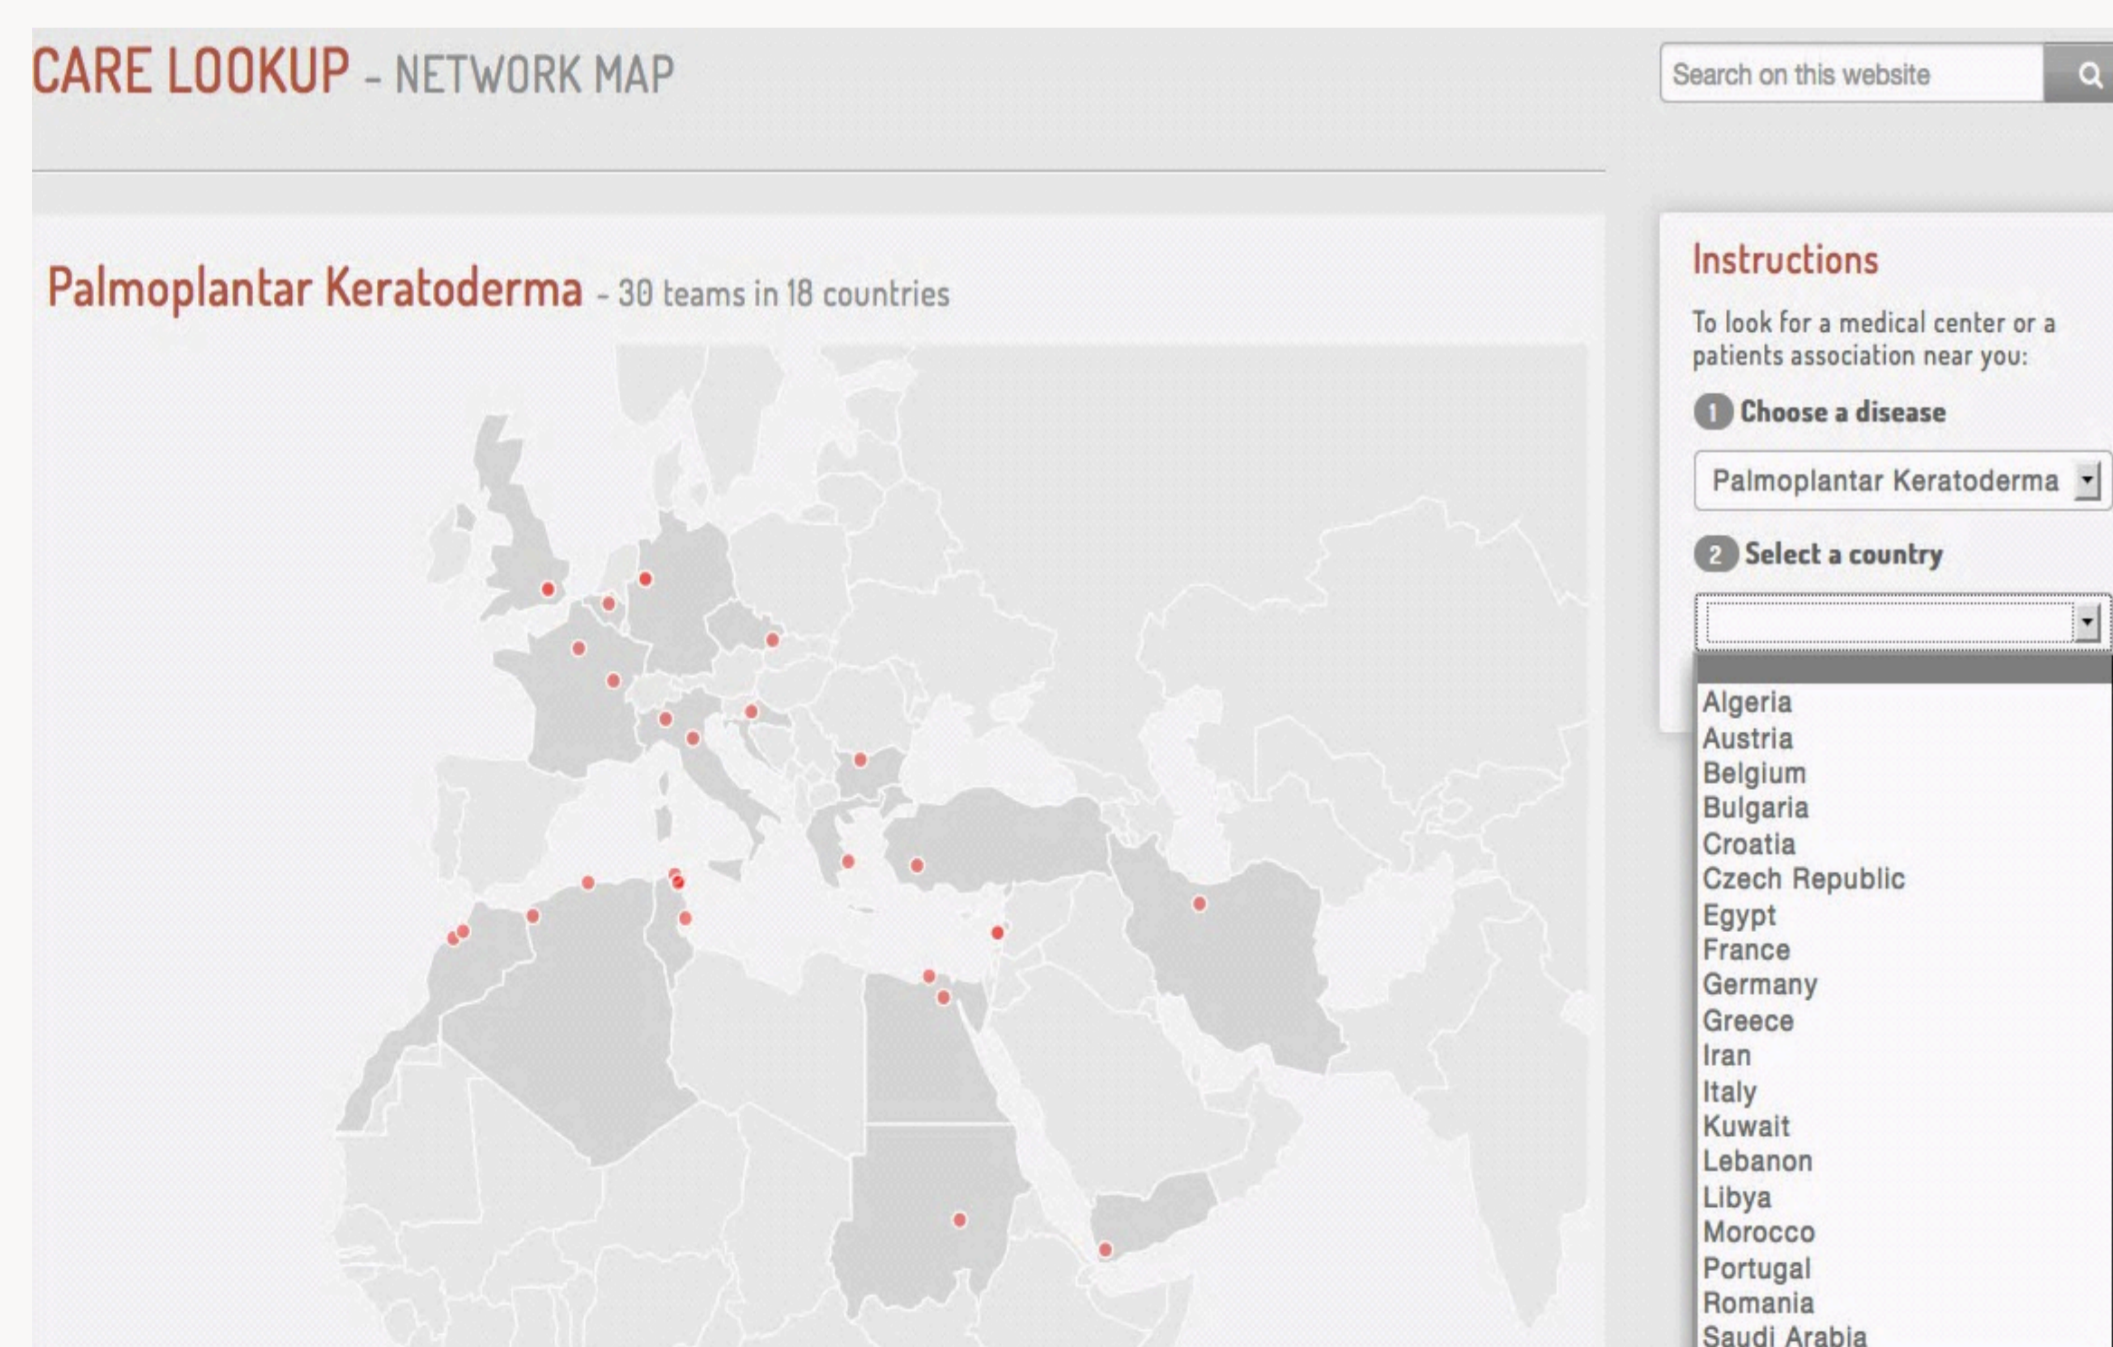 CARE LOOKUP - NETWORK MAP
Search on this website
Palmoplantar Keratoderma - 30 teams in 18 countries
Instructions
To look for a medical center or a
patients association near you:
1 Choose a disease
Palmoplantar Keratoderma
2 Select a country
Algeria
Austria
Belgium
Bulgaria
Croatia
Czech Republic
Egypt
France
Germany
Greece
Iran
Italy
Kuwait
Lebanon
Libya
Morocco
Portugal
Romania
Saudi Arabia